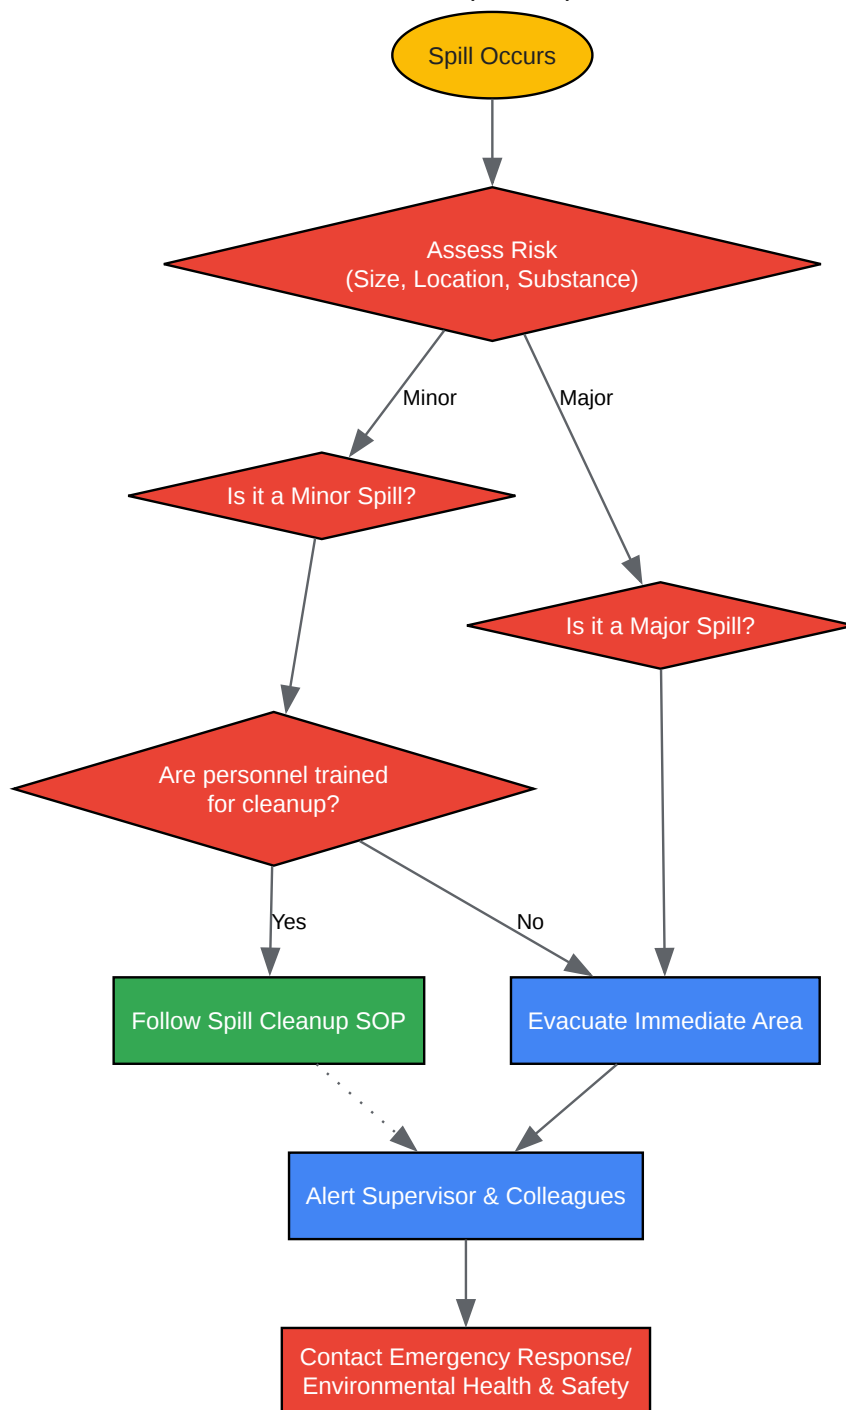 Spill Occurs
Assess Risk
(Size, Location, Substance)
Minor
Major
Is it a Minor Spill?
Is it a Major Spill?
Are personnel trained
for cleanup?
Yes
No
Follow Spill Cleanup SOP
Evacuate Immediate Area
Alert Supervisor & Colleagues
Contact Emergency Response/
Environmental Health & Safety